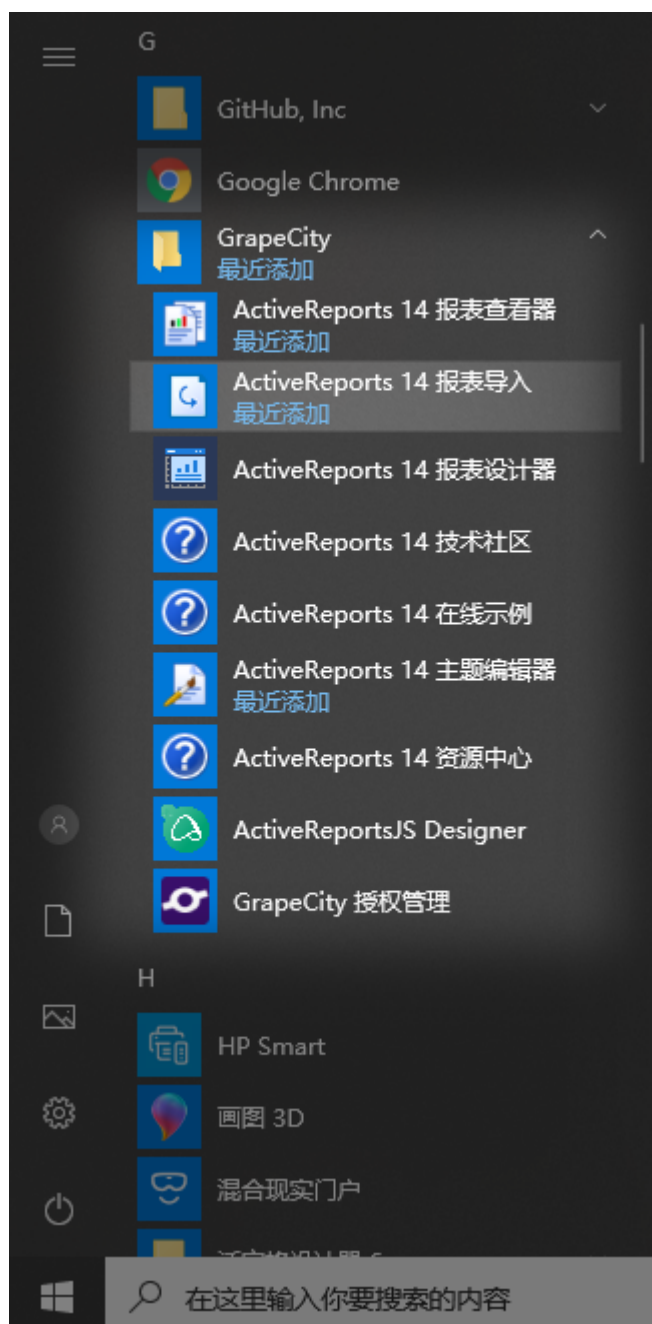 G
GitHub, Inc
Google Chrome
GrapeCity
最近添加
ActiveReports 14 报表查看器
最近添加
ActiveReports 14 报表导入
最近添加
ActiveReports 14 报表设计器
ActiveReports 14 技术社区
ActiveReports 14 在线示例
ActiveReports 14 主题编辑器
最近添加
ActiveReports 14 资源中心
ActiveReportsJS Designer
GrapeCity 授权管理
H
HP Smart
画图 3D
混合现实门户
在这里输入你要搜索的内容